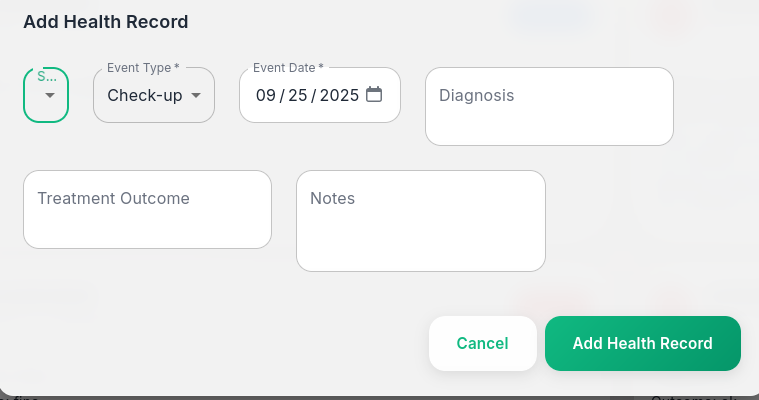 Add Health Record
S...
Event Type *
Event Date *
Check-up
09 / 25 / 2025
Diagnosis
Treatment Outcome
Notes
Cancel
Add Health Record